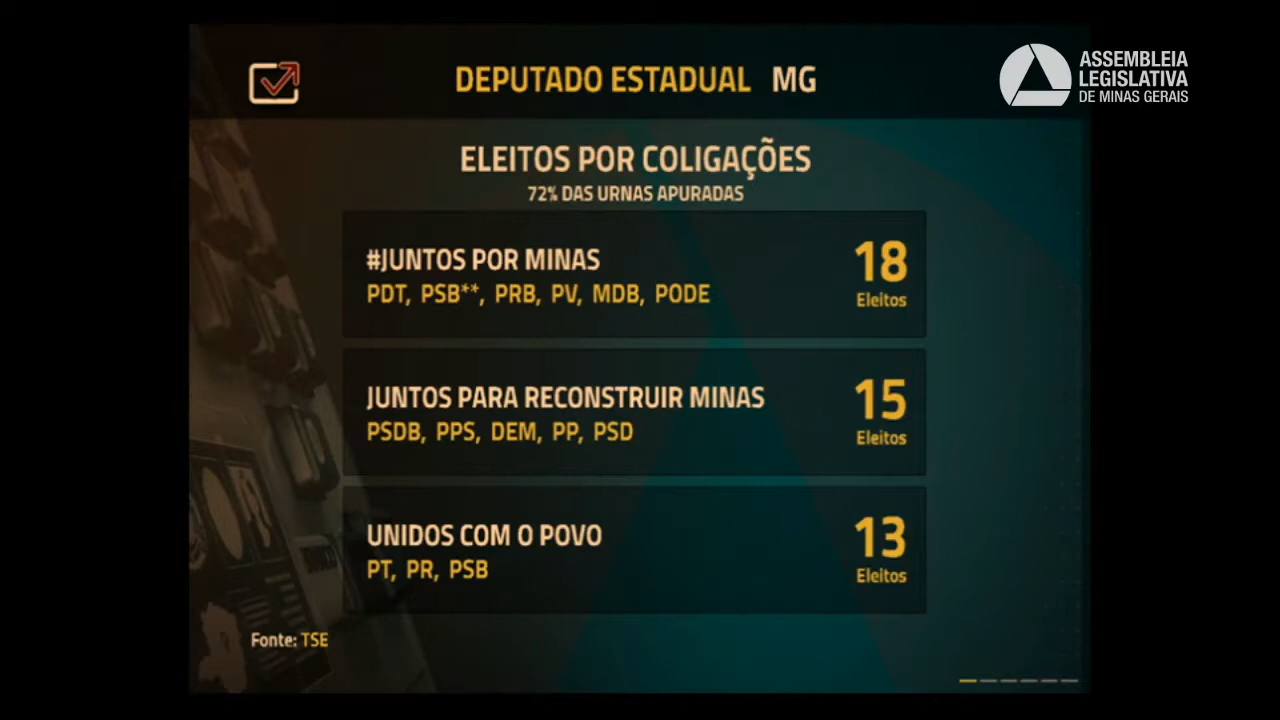 DEPUTADO ESTADUAL MG
ASSEMBLEIA
LEGISLATIVA
DE MINAS GERAIS
ELEITOS POR COLIGAÇÕES
72% DAS URNAS APURADAS
#JUNTOS POR MINAS
PDT, PSB**, PRB, PV, MDB, PODE
18
Eleitos
JUNTOS PARA RECONSTRUIR MINAS
PSDB, PPS, DEM, PP, PSD
15
Eleitos
UNIDOS COM O POVO
PT, PR, PSB
13
Eleitos
Fonte: TSE